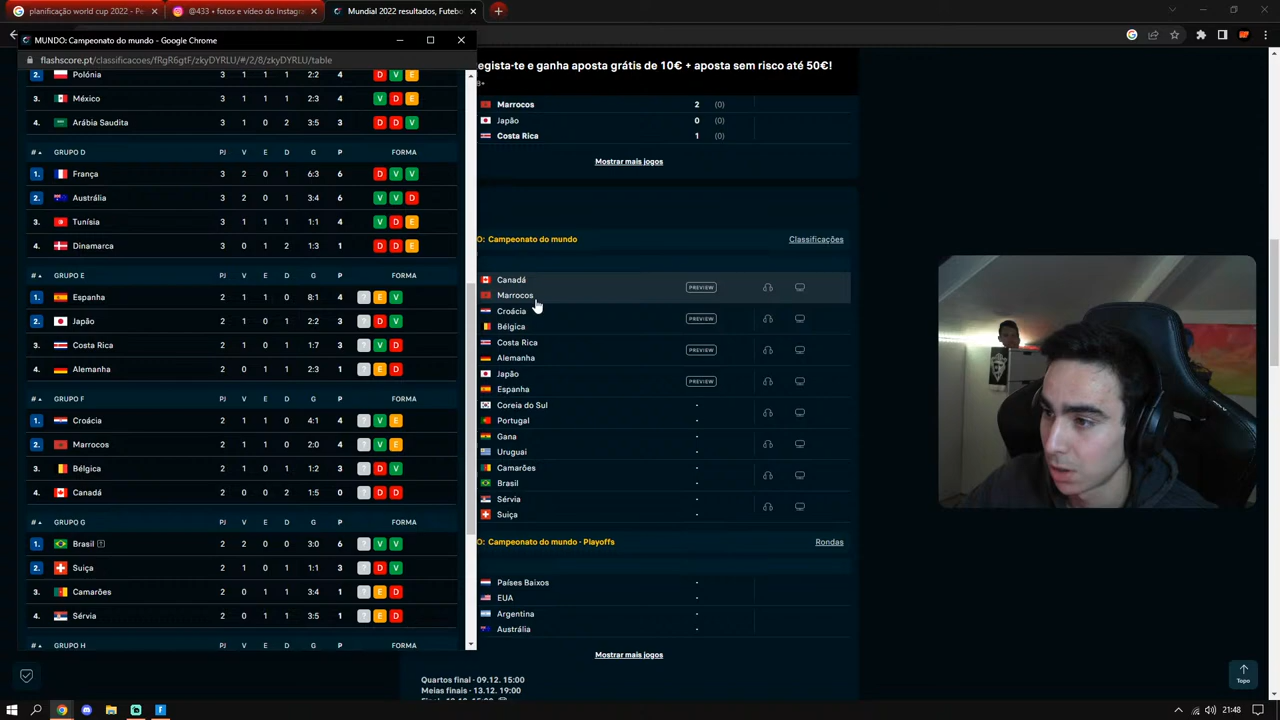 planificação world cup 2022 - Pe
@433 • fotos e vídeo do Instagr
Mundial 2022 resultados, Futebo
MUNDO: Campeonato do mundo - Google Chrome
flashscore.pt/classificacoes/fRgR6gtF/zkyDYRLU/#/2/8/zkyDYRLU/table
2. Polónia 3 1 1 1 2:2 4 D V E
3. México 3 1 1 1 2:3 4 V D E
4. Arábia Saudita 3 1 0 2 3:5 3 D D V
# GRUPO D PJ V E D G P FORMA
1. França 3 2 0 1 6:3 6 D V V
2. Austrália 3 2 0 1 3:4 6 V V D
3. Tunísia 3 1 1 1 1:1 4 V D E
4. Dinamarca 3 0 1 2 1:3 1 D D E
# GRUPO E PJ V E D G P FORMA
1. Espanha 2 1 1 0 8:1 4 ? E V
2. Japão 2 1 0 1 2:2 3 ? D V
3. Costa Rica 2 1 0 1 1:7 3 ? V D
4. Alemanha 2 0 1 1 2:3 1 ? E D
# GRUPO F PJ V E D G P FORMA
1. Croácia 2 1 1 0 4:1 4 ? V E
2. Marrocos 2 1 1 0 2:0 4 ? V E
3. Bélgica 2 1 0 1 1:2 3 ? D V
4. Canadá 2 0 0 2 1:5 0 ? D D
# GRUPO G PJ V E D G P FORMA
1. Brasil 2 2 0 0 3:0 6 ? V V
2. Suíça 2 1 0 1 1:1 3 ? D V
3. Camarões 2 0 1 1 3:4 1 ? E D
4. Sérvia 2 0 1 1 3:5 1 ? E D
# GRUPO H PJ V E D G P FORMA
egista-te e ganha aposta grátis de 10€ + aposta sem risco até 50€!
8+
Marrocos 2 (0)
Japão 0 (0)
Costa Rica 1 (0)
Mostrar mais jogos
O: Campeonato do mundo Classificações
Canadá
Marrocos
PREVIEW
Croácia
Bélgica
PREVIEW
Costa Rica
Alemanha
PREVIEW
Japão
Espanha
PREVIEW
Coreia do Sul -
Portugal -
Gana -
Uruguai -
Camarões -
Brasil -
Sérvia -
Suíça -
O: Campeonato do mundo - Playoffs Rondas
Países Baixos -
EUA -
Argentina -
Austrália -
Mostrar mais jogos
Quartos final - 09.12. 15:00
Meias finais - 13.12. 19:00
Topo
21:48